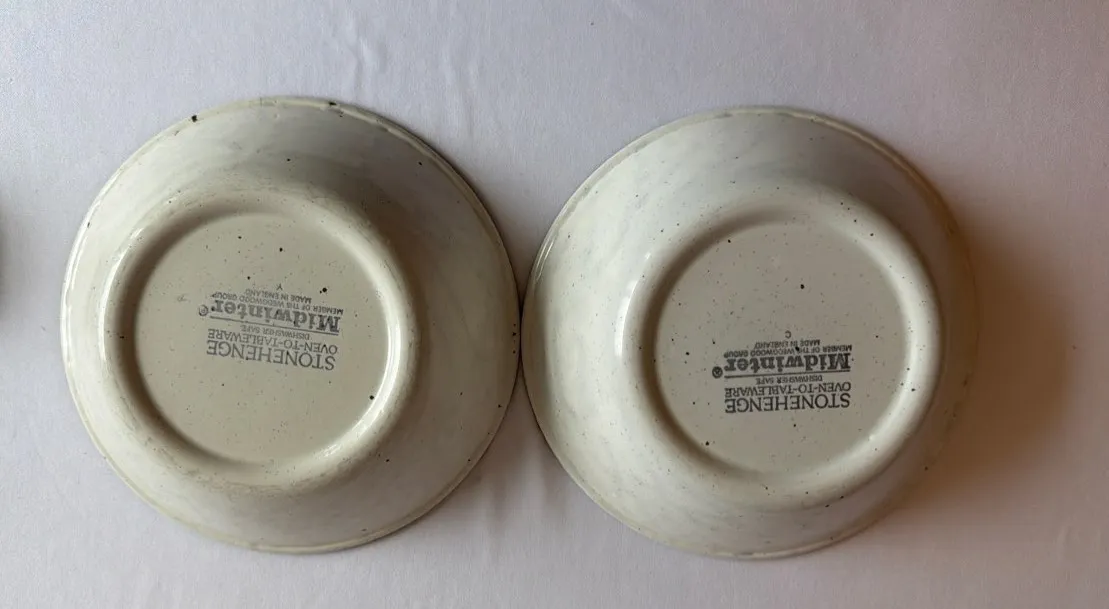 STONEHENGE
OVEN-TO-TABLEWARE
DISHWASHER SAFE
Midwinter®
MEMBER OF THE WEDGWOOD GROUP
MADE IN ENGLAND
Y
STONEHENGE
OVEN-TO-TABLEWARE
DISHWASHER SAFE
Midwinter®
MEMBER OF THE WEDGWOOD GROUP
MADE IN ENGLAND
C